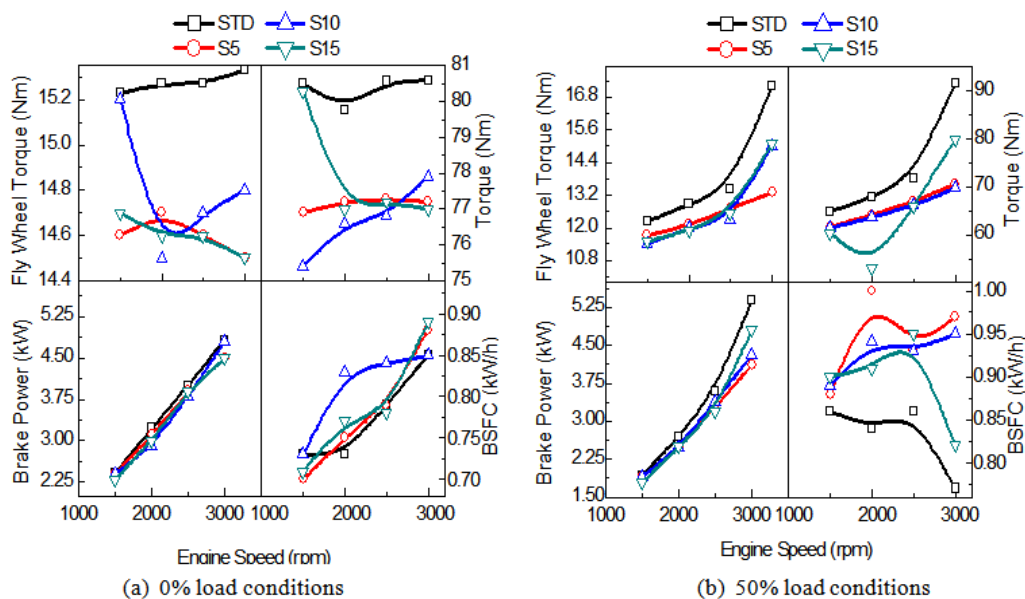 STD S10
S5 S15
STD S10
S5 S15
Fly Wheel Torque (Nm)
15.2
15.0
14.8
14.6
14.4
81
80
79
78
77
76
75
Torque (Nm)
Brake Power (kW)
5.25
4.50
3.75
3.00
2.25
0.90
0.85
0.80
0.75
0.70
BSFC (kW/h)
1000 2000 3000 2000 3000
Engine Speed (rpm)
(a) 0% load conditions
Fly Wheel Torque (Nm)
16.8
15.6
14.4
13.2
12.0
10.8
90
80
70
60
Torque (Nm)
Brake Power (kW)
5.25
4.50
3.75
3.00
2.25
1.50
1.00
0.95
0.90
0.85
0.80
BSFC (kW/h)
1000 2000 3000 2000 3000
Engine Speed (rpm)
(b) 50% load conditions